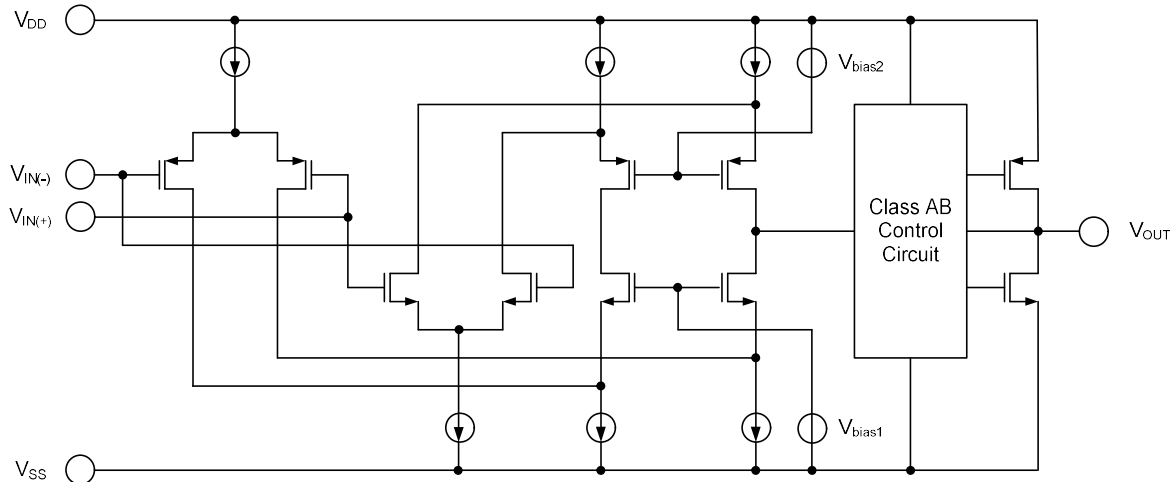 VDD
Vbias2
VIN(-)
VIN(+)
Class AB
Control
Circuit
VOUT
Vbias1
VSS